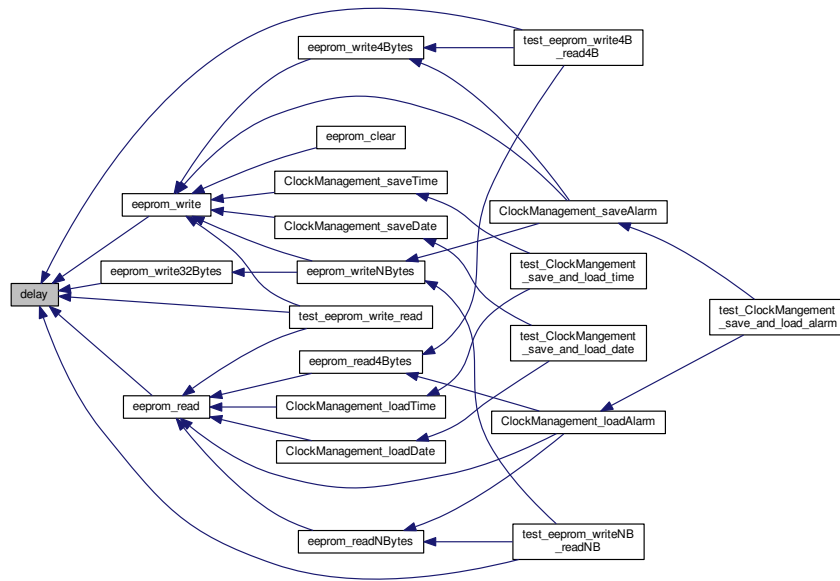 delay
eeprom_write
eeprom_write32Bytes
eeprom_read
eeprom_write4Bytes
eeprom_clear
ClockManagement_saveTime
ClockManagement_saveDate
eeprom_writeNBytes
test_eeprom_write_read
eeprom_read4Bytes
ClockManagement_loadTime
ClockManagement_loadDate
eeprom_readNBytes
test_eeprom_write4B
_read4B
ClockManagement_saveAlarm
test_ClockMangement
_save_and_load_time
test_ClockMangement
_save_and_load_date
ClockManagement_loadAlarm
test_eeprom_writeNB
_readNB
test_ClockMangement
_save_and_load_alarm